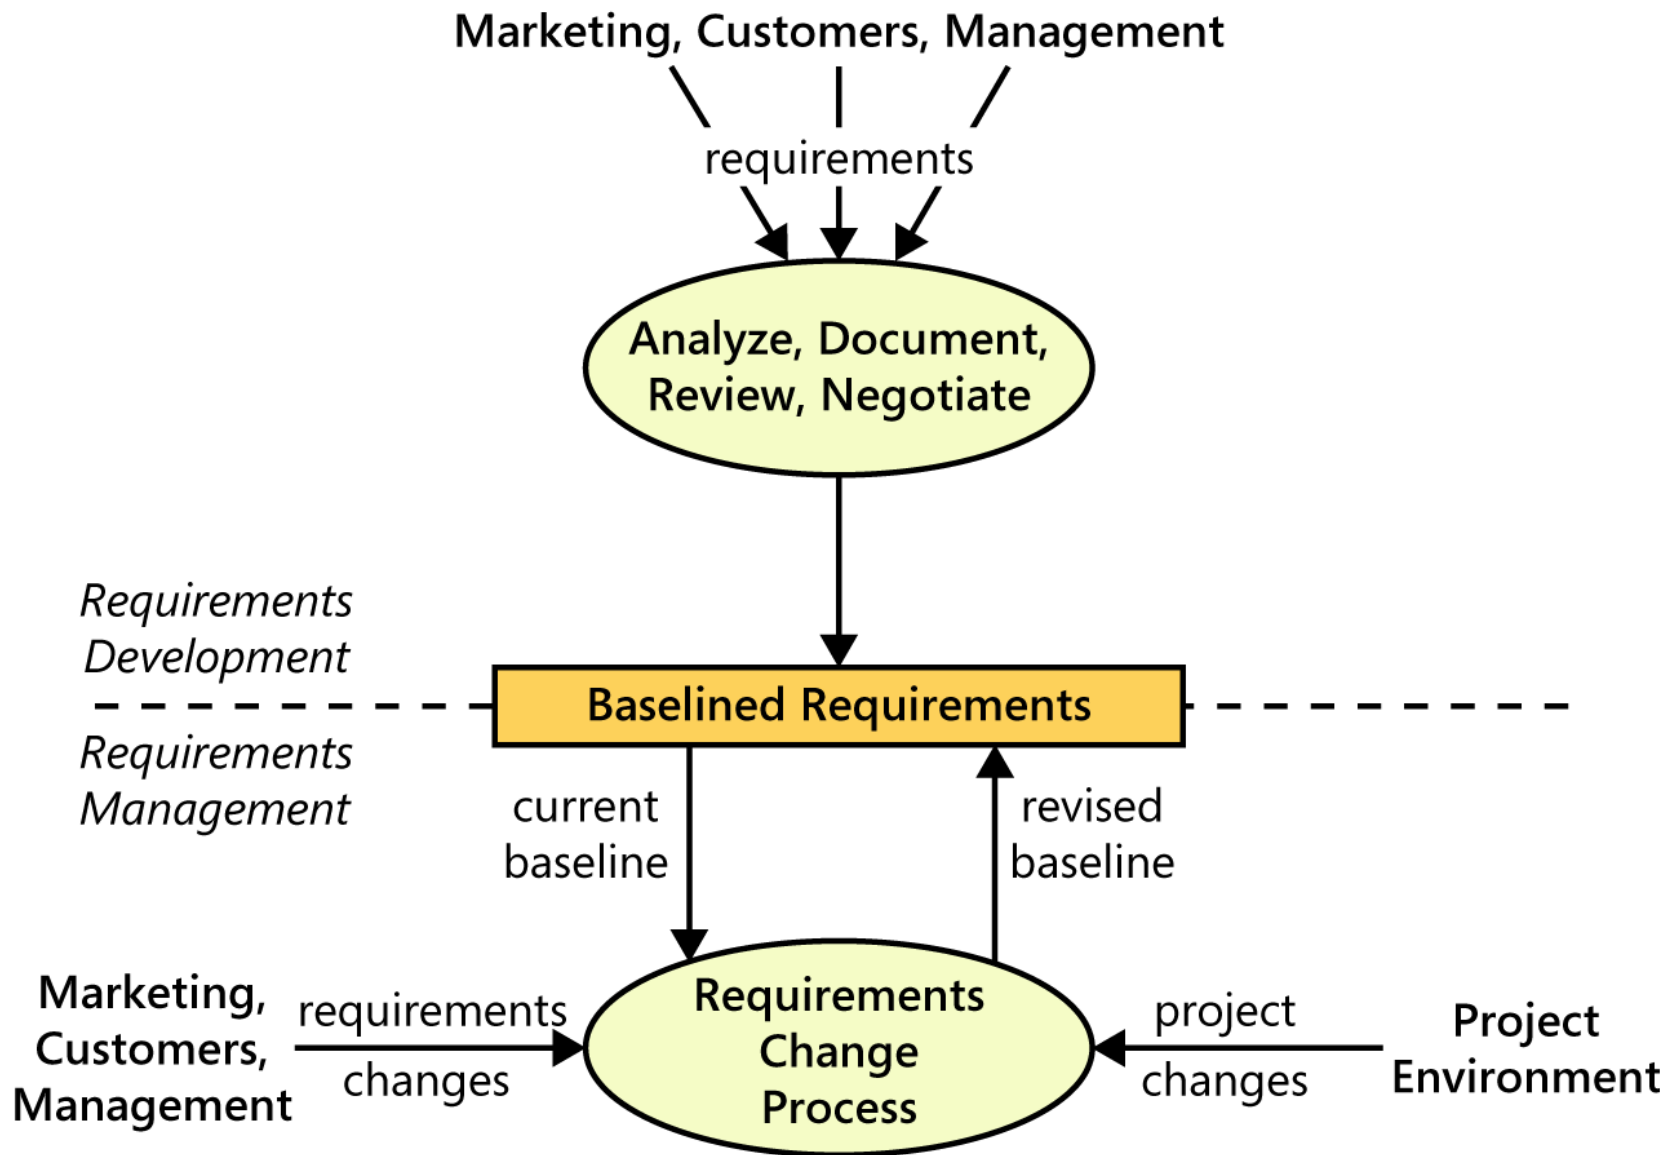 Marketing, Customers, Management
requirements
Analyze, Document,
Review, Negotiate
Requirements
Development
Baselined Requirements
Requirements
Management
current
baseline
revised
baseline
Marketing,
Customers,
Management
requirements
changes
Requirements
Change
Process
project
changes
Project
Environment